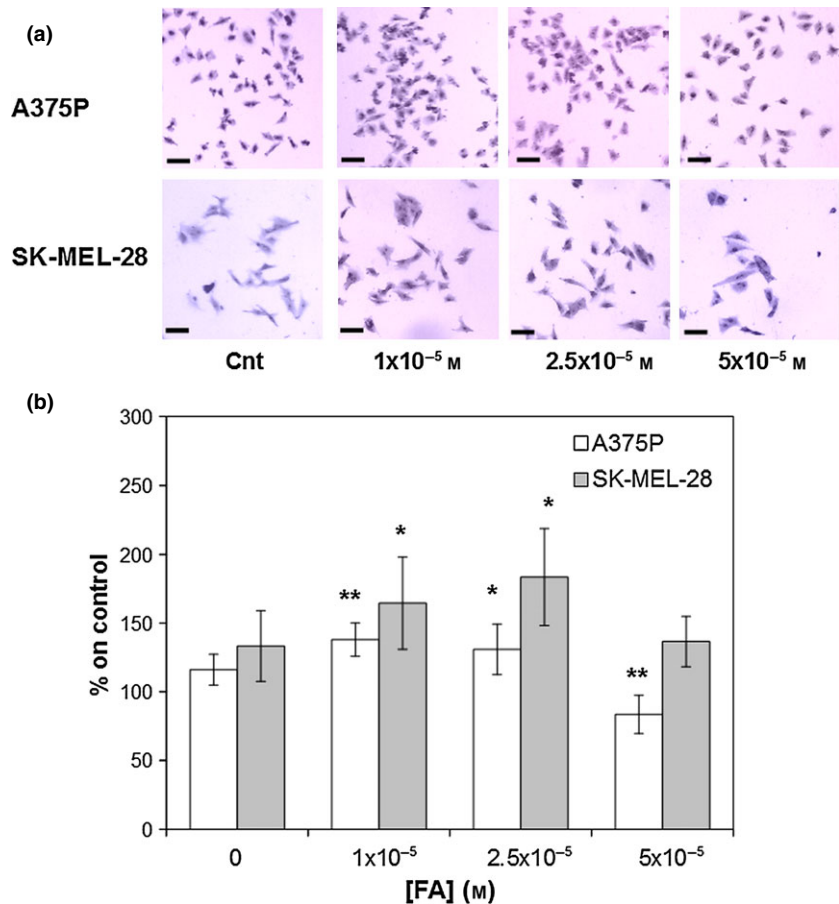 (a)
A375P
SK-MEL-28
Cnt 1x10⁻⁵ M 2.5x10⁻⁵ M 5x10⁻⁵ M
(b)
300
250
200
150
100
50
0
% on control
A375P
SK-MEL-28
** * * * **
0 1x10⁻⁵ 2.5x10⁻⁵ 5x10⁻⁵
[FA] (M)